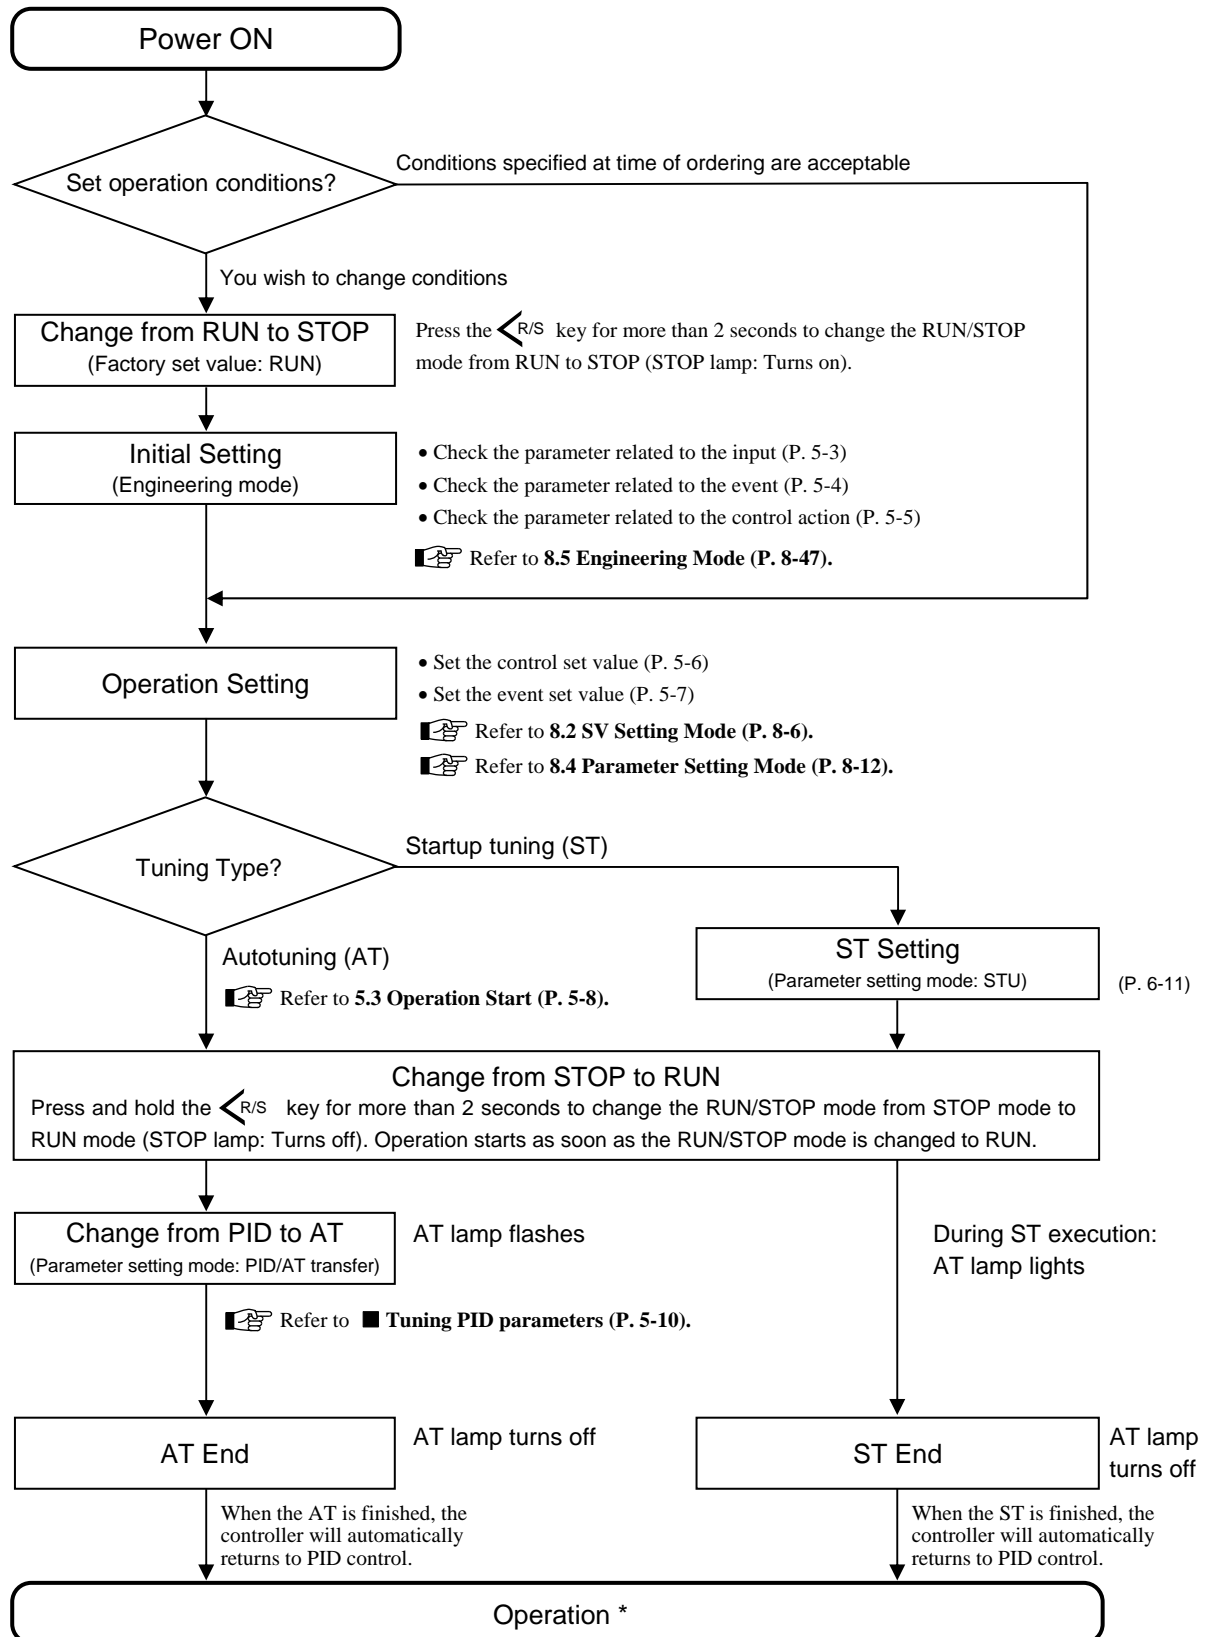 Power ON
Set operation conditions?
Conditions specified at time of ordering are acceptable
You wish to change conditions
Change from RUN to STOP
(Factory set value: RUN)
Press the R/S key for more than 2 seconds to change the RUN/STOP
mode from RUN to STOP (STOP lamp: Turns on).
Initial Setting
(Engineering mode)
• Check the parameter related to the input (P. 5-3)
• Check the parameter related to the event (P. 5-4)
• Check the parameter related to the control action (P. 5-5)
Refer to 8.5 Engineering Mode (P. 8-47).
Operation Setting
• Set the control set value (P. 5-6)
• Set the event set value (P. 5-7)
Refer to 8.2 SV Setting Mode (P. 8-6).
Refer to 8.4 Parameter Setting Mode (P. 8-12).
Tuning Type?
Startup tuning (ST)
Autotuning (AT)
Refer to 5.3 Operation Start (P. 5-8).
ST Setting
(Parameter setting mode: STU)
(P. 6-11)
Change from STOP to RUN
Press and hold the R/S key for more than 2 seconds to change the RUN/STOP mode from STOP mode to
RUN mode (STOP lamp: Turns off). Operation starts as soon as the RUN/STOP mode is changed to RUN.
Change from PID to AT
(Parameter setting mode: PID/AT transfer)
AT lamp flashes
During ST execution:
AT lamp lights
Refer to ■ Tuning PID parameters (P. 5-10).
AT End
AT lamp turns off
ST End
AT lamp
turns off
When the AT is finished, the
controller will automatically
returns to PID control.
When the ST is finished, the
controller will automatically
returns to PID control.
Operation *